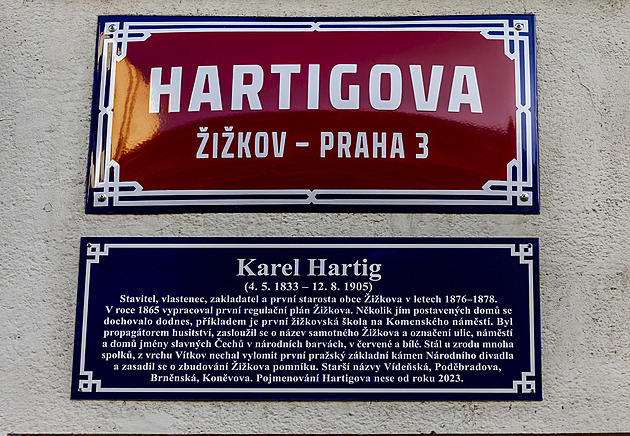 HARTIGOVA
ŽIŽKOV – PRAHA 3
Karel Hartig
(4. 5. 1833 – 12. 8. 1905)
Stavitel, vlastenec, zakladatel a první starosta obce Žižkova v letech 1876–1878.
V roce 1865 vypracoval první regulační plán Žižkova. Několik jím postavených domů se
dochovalo dodnes, příkladem je první žižkovská škola na Komenského náměstí. Byl
propagátorem husitství, zasloužil se o název samotného Žižkova a označení ulic, náměstí
a domů jmény slavných Čechů v národních barvách, v červené a bílé. Stál u zrodu mnoha
spolků, z vrchu Vítkov nechal vylomit první pražský základní kámen Národního divadla
a zasadil se o zbudování Žižkova pomníku. Starší názvy Vídeňská, Poděbradova,
Brněnská, Koněvova. Pojmenování Hartigova nese od roku 2023.